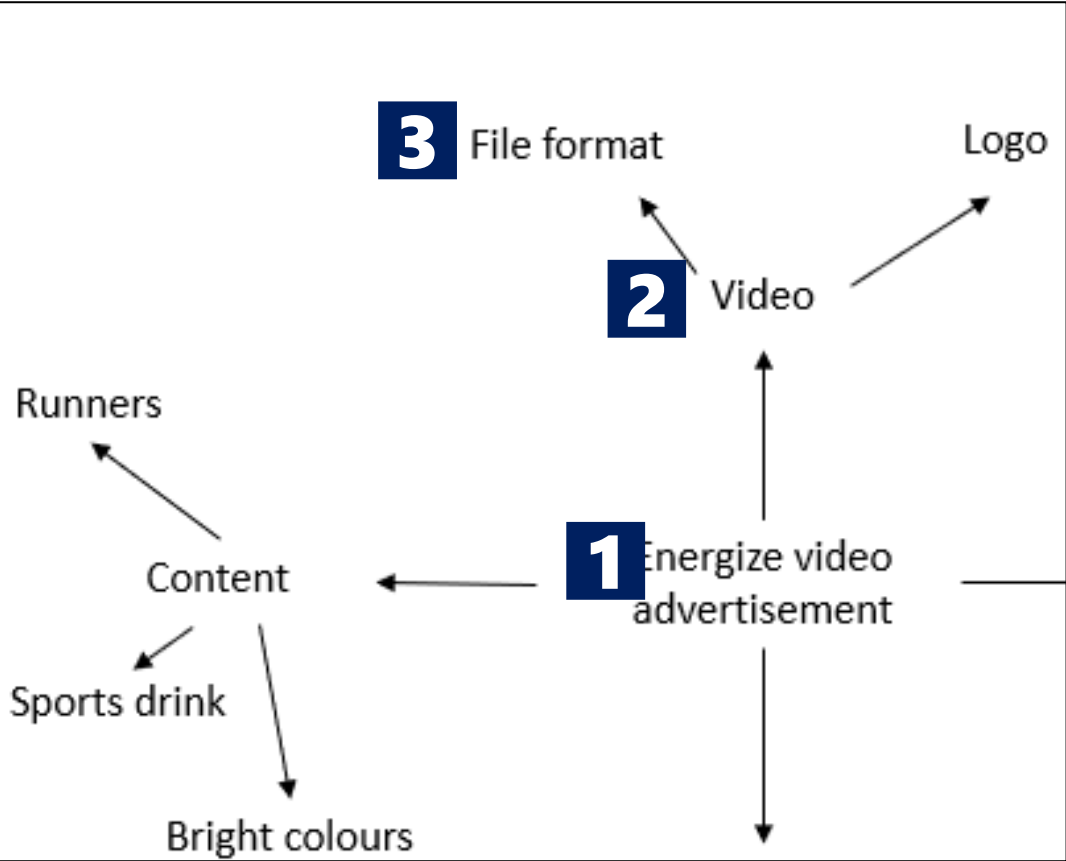 3 File format
Logo
2 Video
Runners
1 Energize video
advertisement
Content
Sports drink
Bright colours